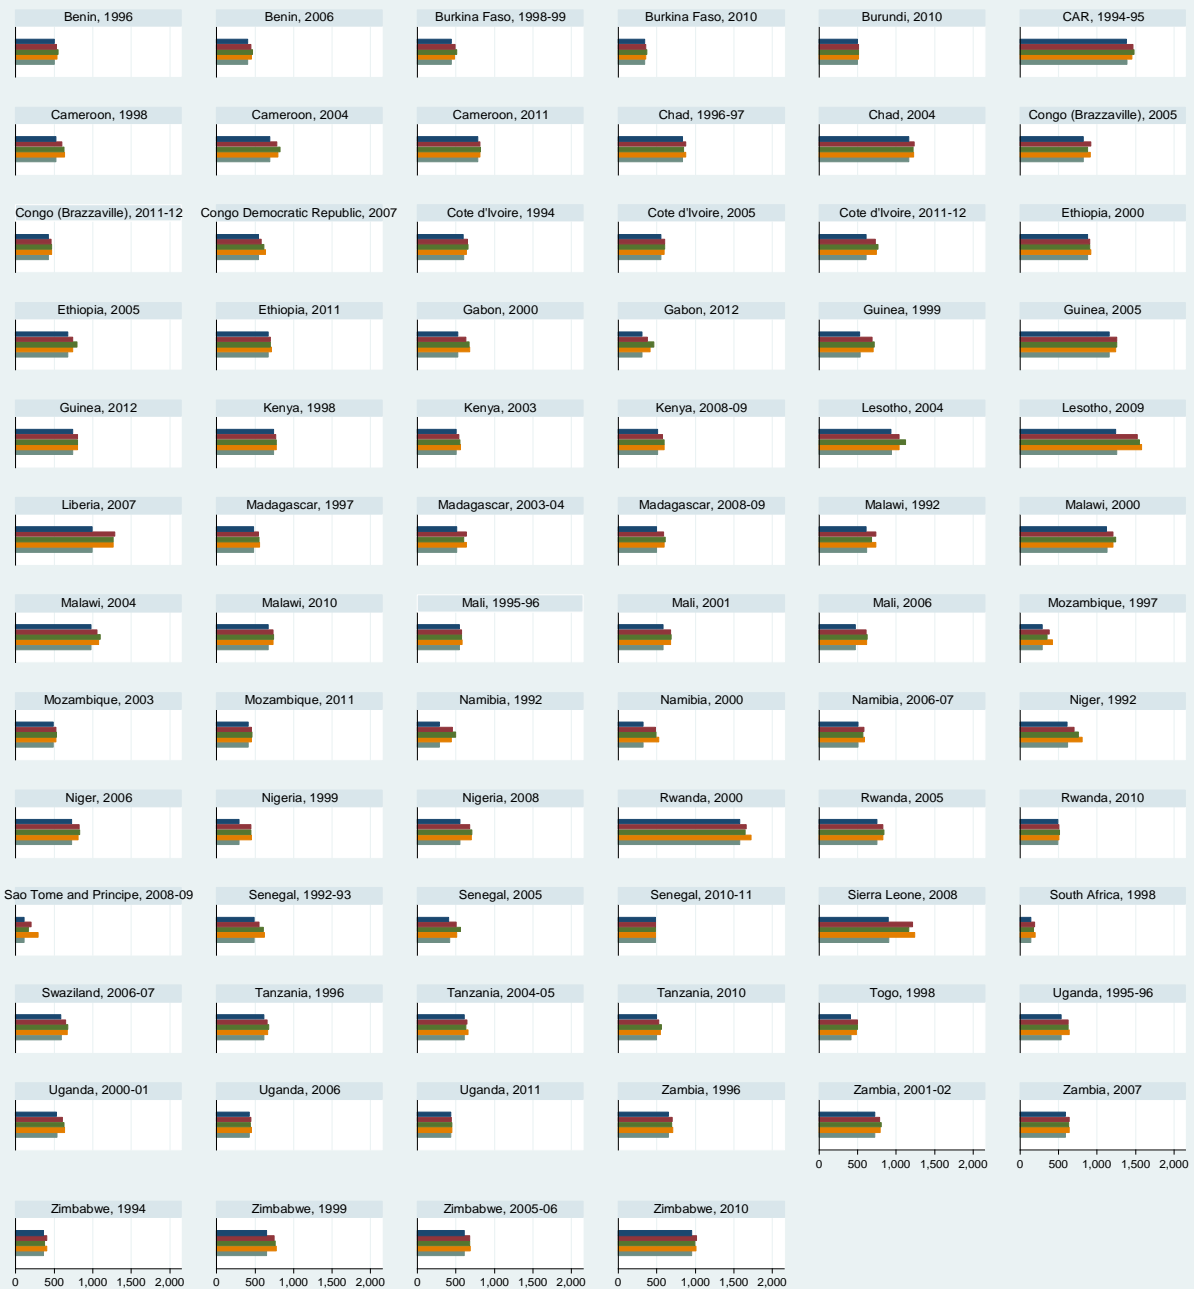 Benin, 1996
Benin, 2006
Burkina Faso, 1998-99
Burkina Faso, 2010
Burundi, 2010
CAR, 1994-95
Cameroon, 1998
Cameroon, 2004
Cameroon, 2011
Chad, 1996-97
Chad, 2004
Congo (Brazzaville), 2005
Congo (Brazzaville), 2011-12
Congo Democratic Republic, 2007
Cote d'Ivoire, 1994
Cote d'Ivoire, 2005
Cote d'Ivoire, 2011-12
Ethiopia, 2000
Ethiopia, 2005
Ethiopia, 2011
Gabon, 2000
Gabon, 2012
Guinea, 1999
Guinea, 2005
Guinea, 2012
Kenya, 1998
Kenya, 2003
Kenya, 2008-09
Lesotho, 2004
Lesotho, 2009
Liberia, 2007
Madagascar, 1997
Madagascar, 2003-04
Madagascar, 2008-09
Malawi, 1992
Malawi, 2000
Malawi, 2004
Malawi, 2010
Mali, 1995-96
Mali, 2001
Mali, 2006
Mozambique, 1997
Mozambique, 2003
Mozambique, 2011
Namibia, 1992
Namibia, 2000
Namibia, 2006-07
Niger, 1992
Niger, 2006
Nigeria, 1999
Nigeria, 2008
Rwanda, 2000
Rwanda, 2005
Rwanda, 2010
Sao Tome and Principe, 2008-09
Senegal, 1992-93
Senegal, 2005
Senegal, 2010-11
Sierra Leone, 2008
South Africa, 1998
Swaziland, 2006-07
Tanzania, 1996
Tanzania, 2004-05
Tanzania, 2010
Togo, 1998
Uganda, 1995-96
Uganda, 2000-01
Uganda, 2006
Uganda, 2011
Zambia, 1996
Zambia, 2001-02
Zambia, 2007
0 500 1,000 1,500 2,000
0 500 1,000 1,500 2,000
Zimbabwe, 1994
Zimbabwe, 1999
Zimbabwe, 2005-06
Zimbabwe, 2010
0 500 1,000 1,500 2,000
0 500 1,000 1,500 2,000
0 500 1,000 1,500 2,000
0 500 1,000 1,500 2,000